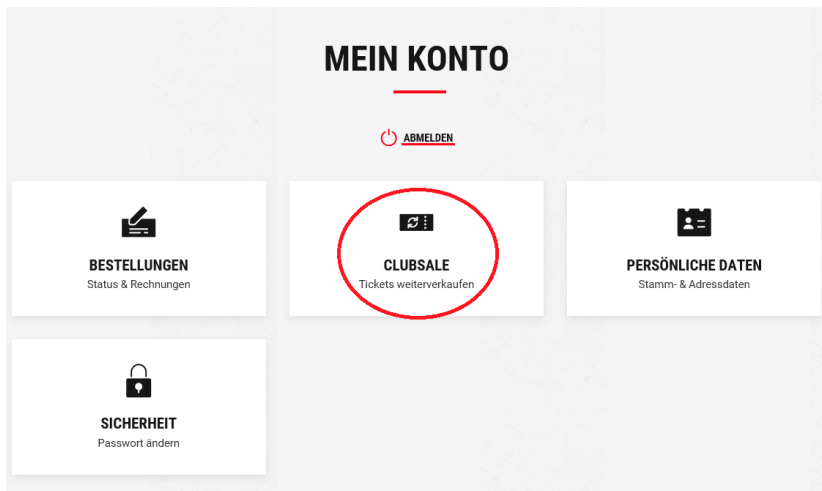 MEIN KONTO
ABMELDEN
BESTELLUNGEN
Status & Rechnungen
CLUBSALE
Tickets weiterverkaufen
PERSÖNLICHE DATEN
Stamm- & Adressdaten
SICHERHEIT
Passwort ändern